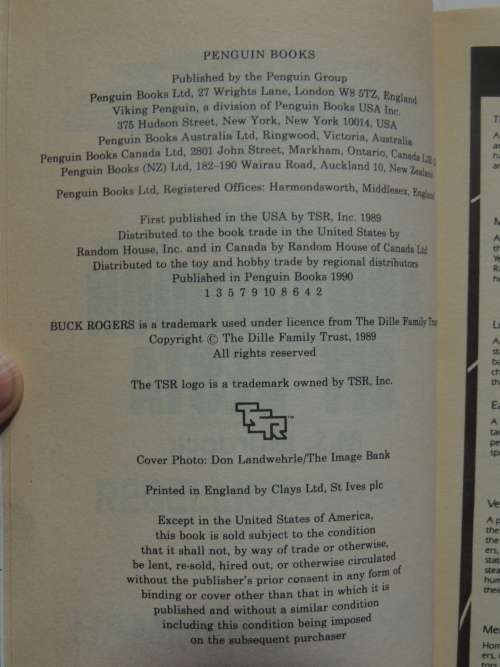 PENGUIN BOOKS
Published by the Penguin Group
Penguin Books Ltd, 27 Wrights Lane, London W8 5TZ, England
Viking Penguin, a division of Penguin Books USA Inc.
375 Hudson Street, New York, New York 10014, USA
Penguin Books Australia Ltd, Ringwood, Victoria, Australia
Penguin Books Canada Ltd, 2801 John Street, Markham, Ontario, Canada
Penguin Books (NZ) Ltd, 182–190 Wairau Road, Auckland 10, New Zealand
Penguin Books Ltd, Registered Offices: Harmondsworth, Middlesex, England
First published in the USA by TSR, Inc. 1989
Distributed to the book trade in the United States by
Random House, Inc. and in Canada by Random House of Canada Ltd
Distributed to the toy and hobby trade by regional distributors
Published in Penguin Books 1990
1 3 5 7 9 10 8 6 4 2
BUCK ROGERS is a trademark used under licence from The Dille Family Trust
Copyright © The Dille Family Trust, 1989
All rights reserved
The TSR logo is a trademark owned by TSR, Inc.
TSR™
Cover Photo: Don Landwehrle/The Image Bank
Printed in England by Clays Ltd, St Ives plc
Except in the United States of America,
this book is sold subject to the condition
that it shall not, by way of trade or otherwise,
be lent, re-sold, hired out, or otherwise circulated
without the publisher's prior consent in any form of
binding or cover other than that in which it is
published and without a similar condition
including this condition being imposed
on the subsequent purchaser